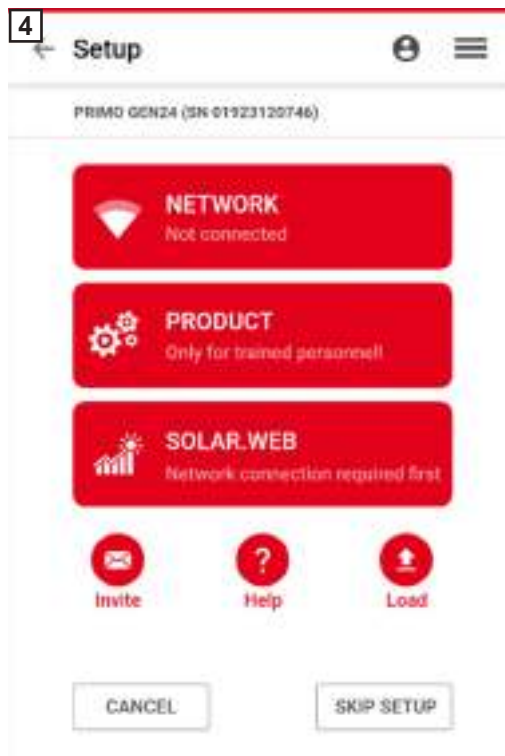 4
Setup
PRIMO GEN24 (SN 01923120746)
NETWORK
Not connected
PRODUCT
Only for trained personnell
SOLAR.WEB
Network connection required first
Invite Help Load
CANCEL SKIP SETUP